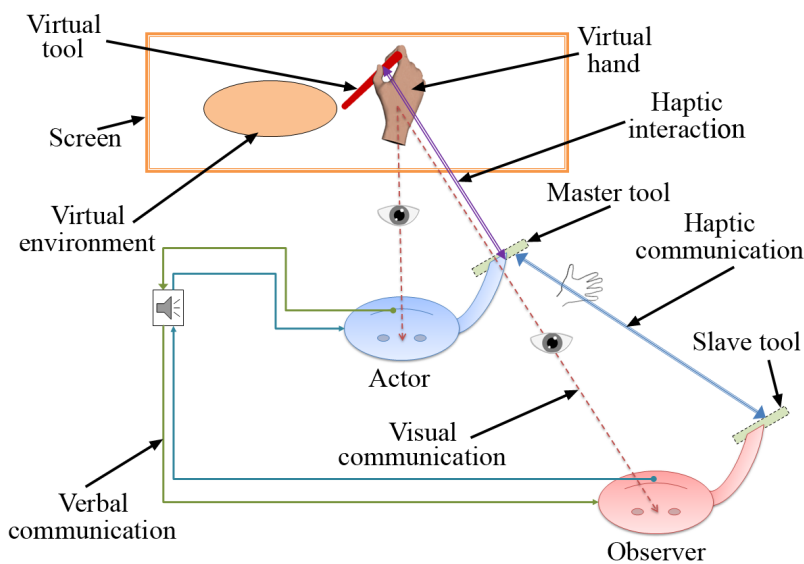 Virtual
tool
Virtual
hand
Haptic
interaction
Screen
Master tool
Virtual
environment
Haptic
communication
Slave tool
Actor
Visual
communication
Verbal
communication
Observer